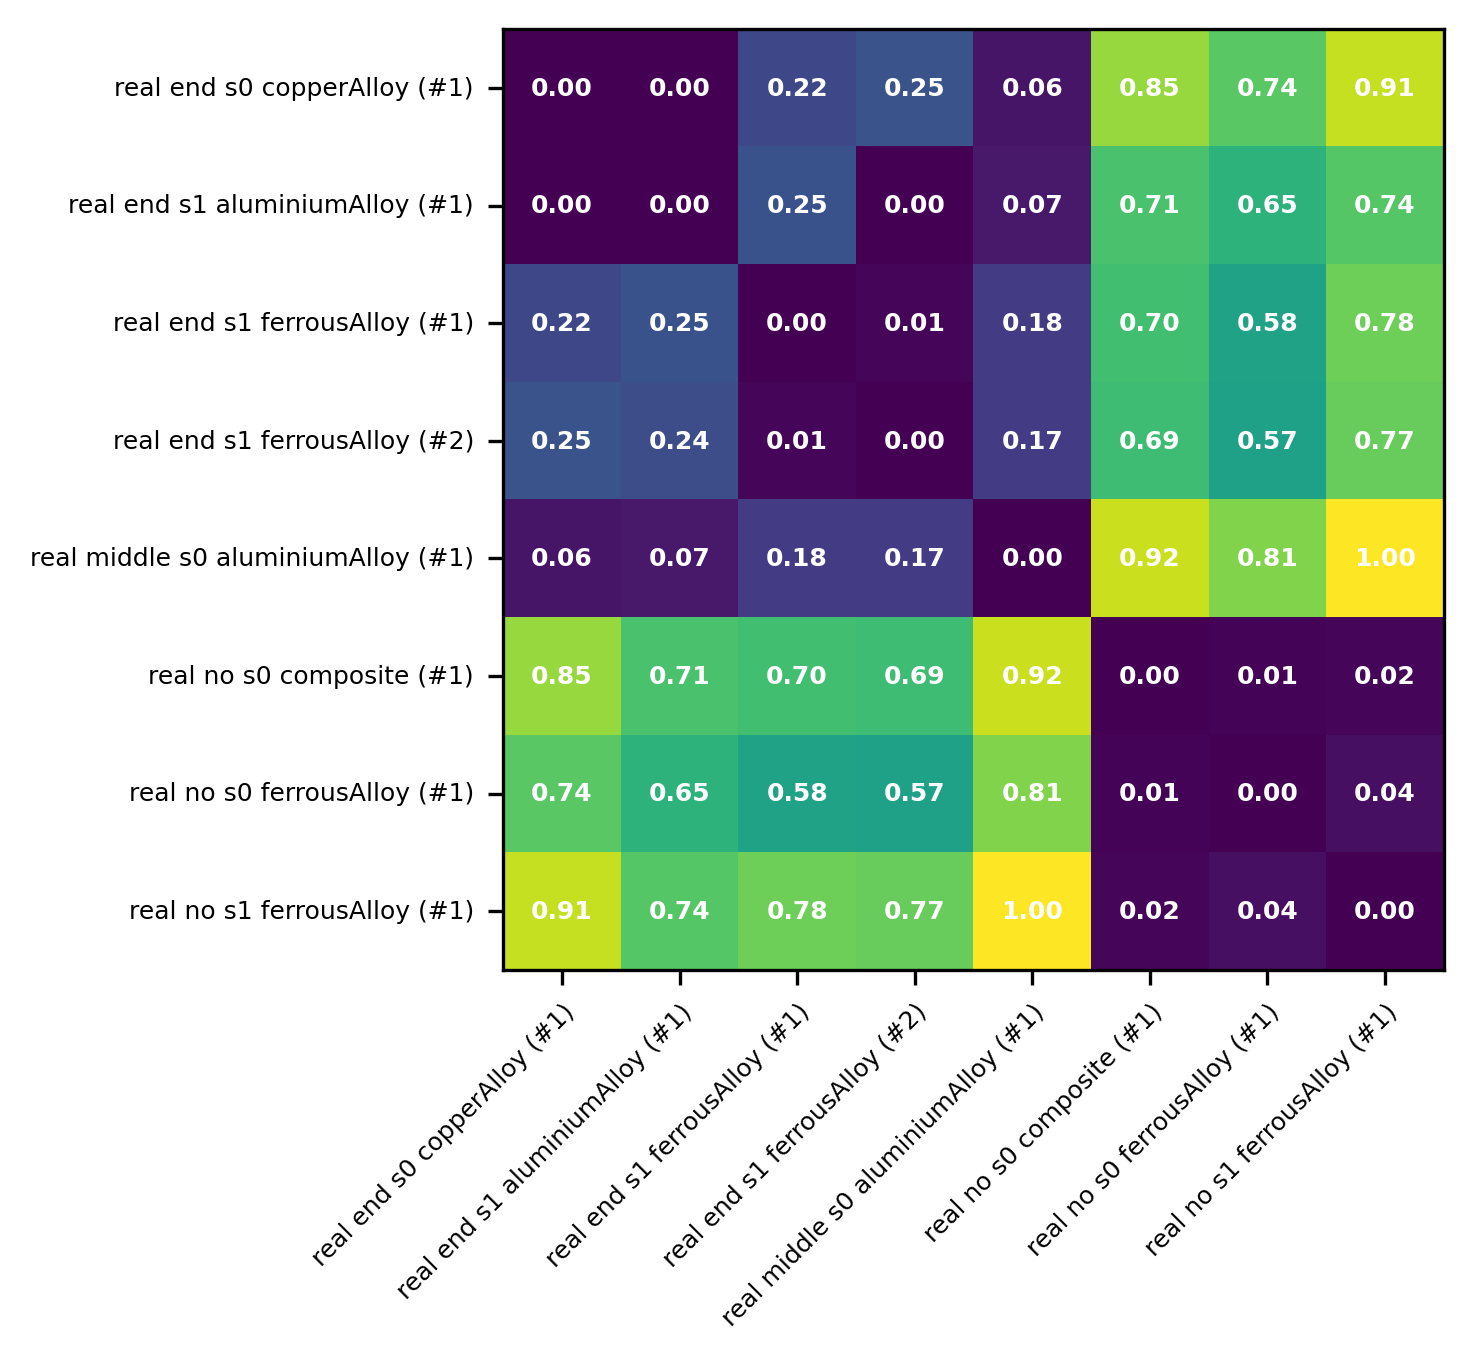 real end s0 copperAlloy (#1) 0.00 0.00 0.22 0.25 0.06 0.85 0.74 0.91
real end s1 aluminiumAlloy (#1) 0.00 0.00 0.25 0.00 0.07 0.71 0.65 0.74
real end s1 ferrousAlloy (#1) 0.22 0.25 0.00 0.01 0.18 0.70 0.58 0.78
real end s1 ferrousAlloy (#2) 0.25 0.24 0.01 0.00 0.17 0.69 0.57 0.77
real middle s0 aluminiumAlloy (#1) 0.06 0.07 0.18 0.17 0.00 0.92 0.81 1.00
real no s0 composite (#1) 0.85 0.71 0.70 0.69 0.92 0.00 0.01 0.02
real no s0 ferrousAlloy (#1) 0.74 0.65 0.58 0.57 0.81 0.01 0.00 0.04
real no s1 ferrousAlloy (#1) 0.91 0.74 0.78 0.77 1.00 0.02 0.04 0.00
real end s0 copperAlloy (#1)
real end s1 aluminiumAlloy (#1)
real end s1 ferrousAlloy (#1)
real end s1 ferrousAlloy (#2)
real middle s0 aluminiumAlloy (#1)
real no s0 composite (#1)
real no s0 ferrousAlloy (#1)
real no s1 ferrousAlloy (#1)